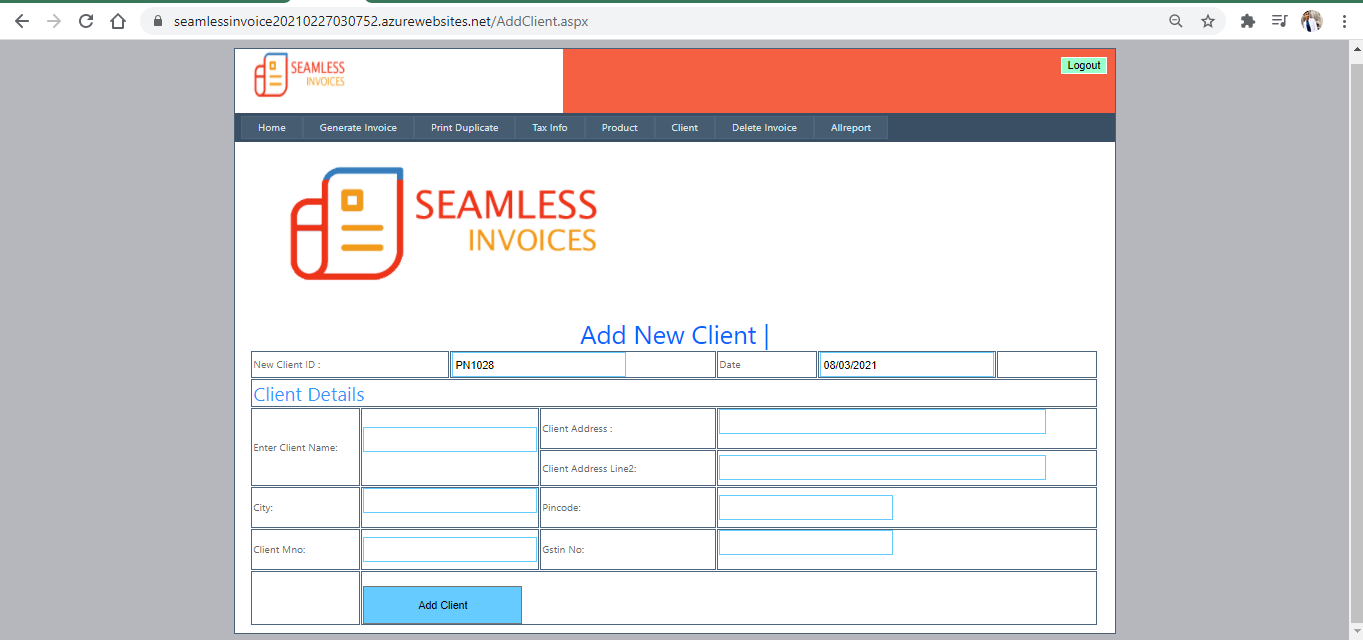 seamlessinvoice20210227030752.azurewebsites.net/AddClient.aspx
SEAMLESS
INVOICES
Logout
Home Generate Invoice Print Duplicate Tax Info Product Client Delete Invoice Allreport
SEAMLESS
INVOICES
Add New Client |
New Client ID : PN1028 Date 08/03/2021
Client Details
Enter Client Name: Client Address :
Client Address Line2:
City: Pincode:
Client Mno: Gstin No:
Add Client